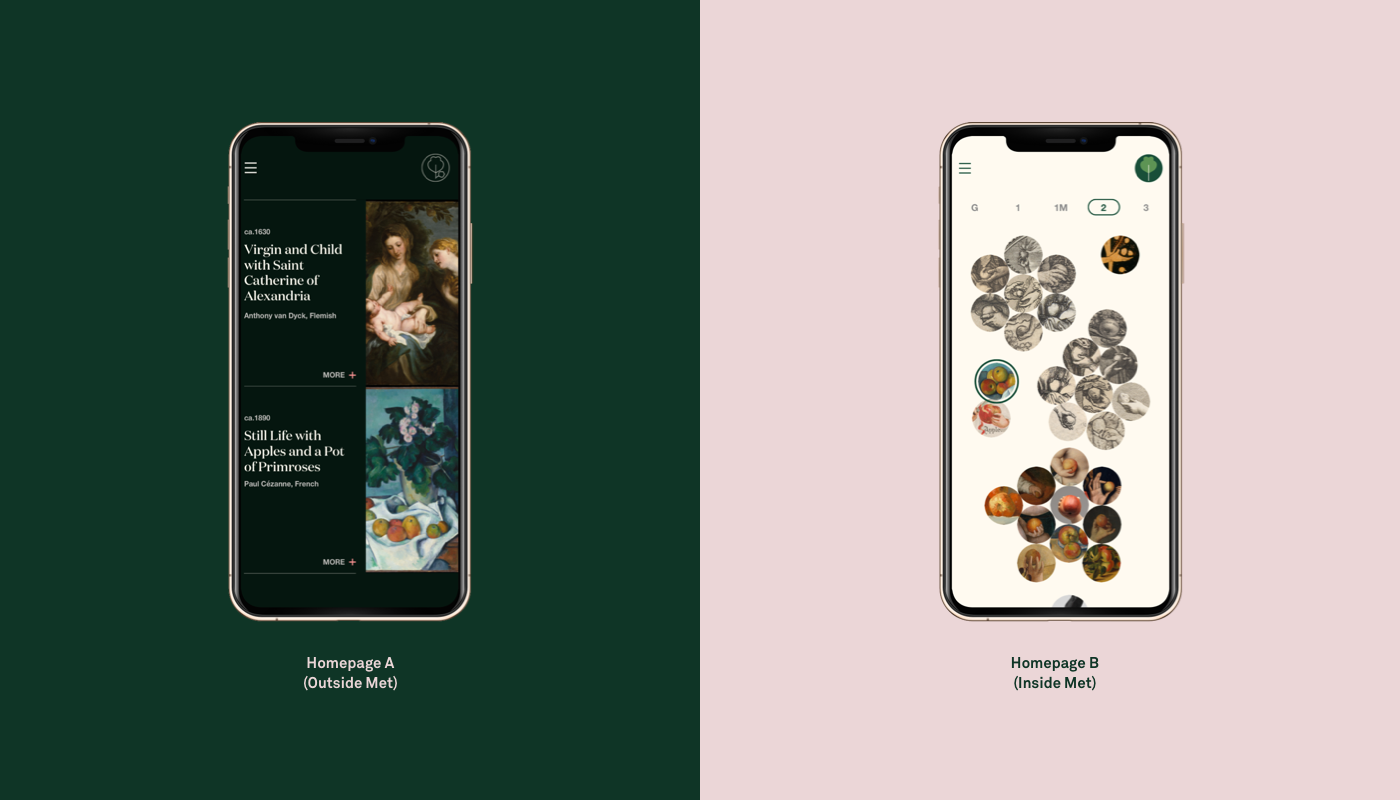 ca.1630
Virgin and Child
with Saint
Catherine of
Alexandria
Anthony van Dyck, Flemish
MORE +
ca.1890
Still Life with
Apples and a Pot
of Primroses
Paul Cézanne, French
MORE +
Homepage A
(Outside Met)
G 1 1M 2 3
Apples
Homepage B
(Inside Met)